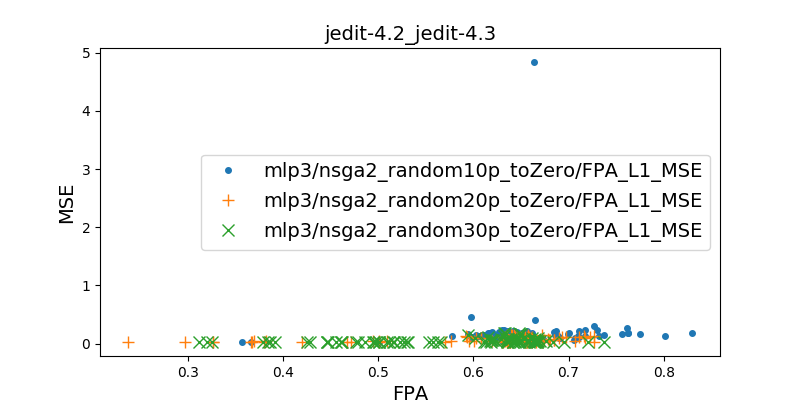 jedit-4.2_jedit-4.3
5
4
3
2
1
0
MSE
mlp3/nsga2_random10p_toZero/FPA_L1_MSE
mlp3/nsga2_random20p_toZero/FPA_L1_MSE
mlp3/nsga2_random30p_toZero/FPA_L1_MSE
0.3 0.4 0.5 0.6 0.7 0.8
FPA